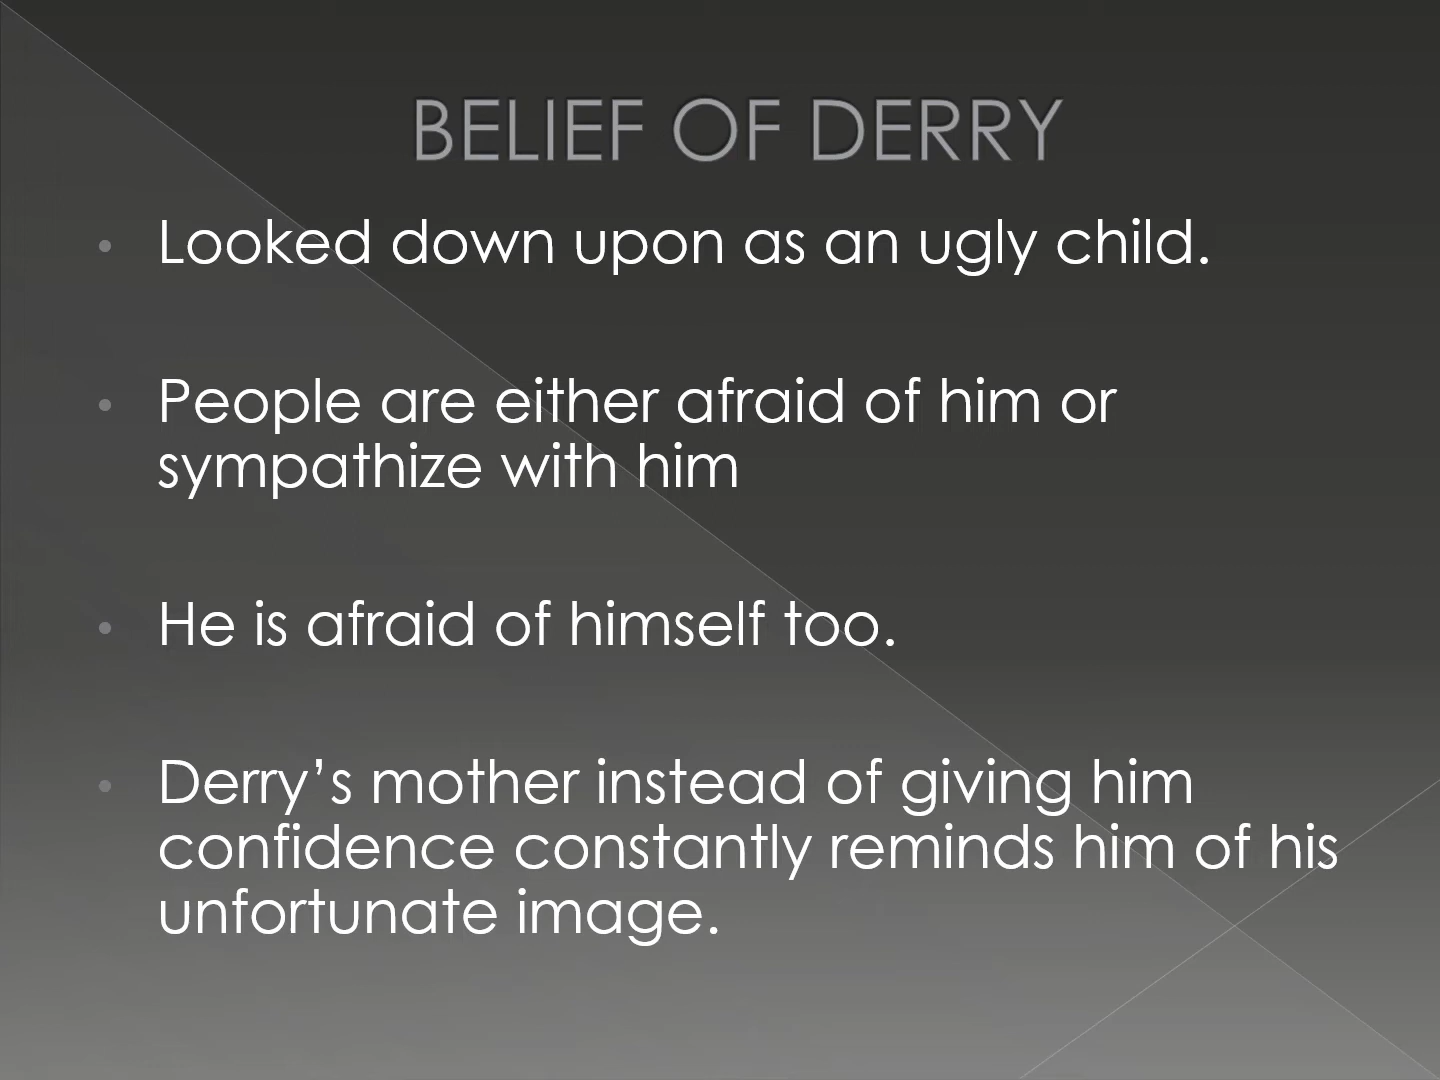 BELIEF OF DERRY
• Looked down upon as an ugly child.
• People are either afraid of him or
sympathize with him
• He is afraid of himself too.
• Derry’s mother instead of giving him
confidence constantly reminds him of his
unfortunate image.